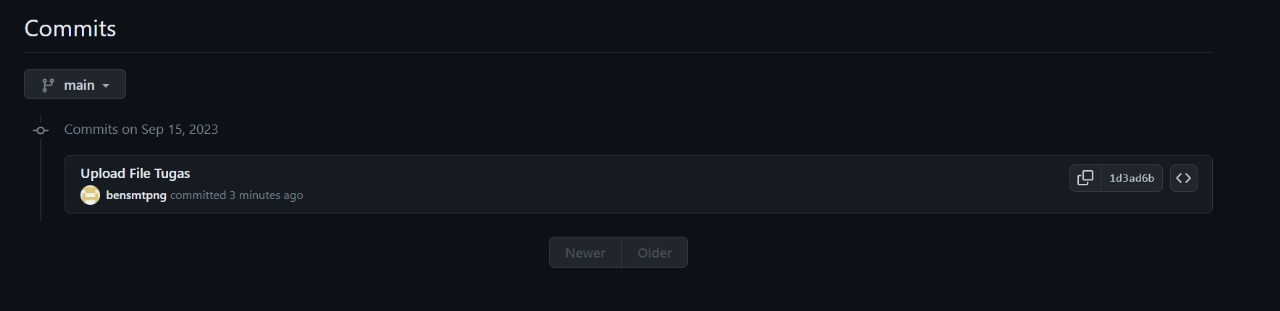 Commits
main
Commits on Sep 15, 2023
Upload File Tugas
1d3ad6b
bensmtpng committed 3 minutes ago
Newer Older